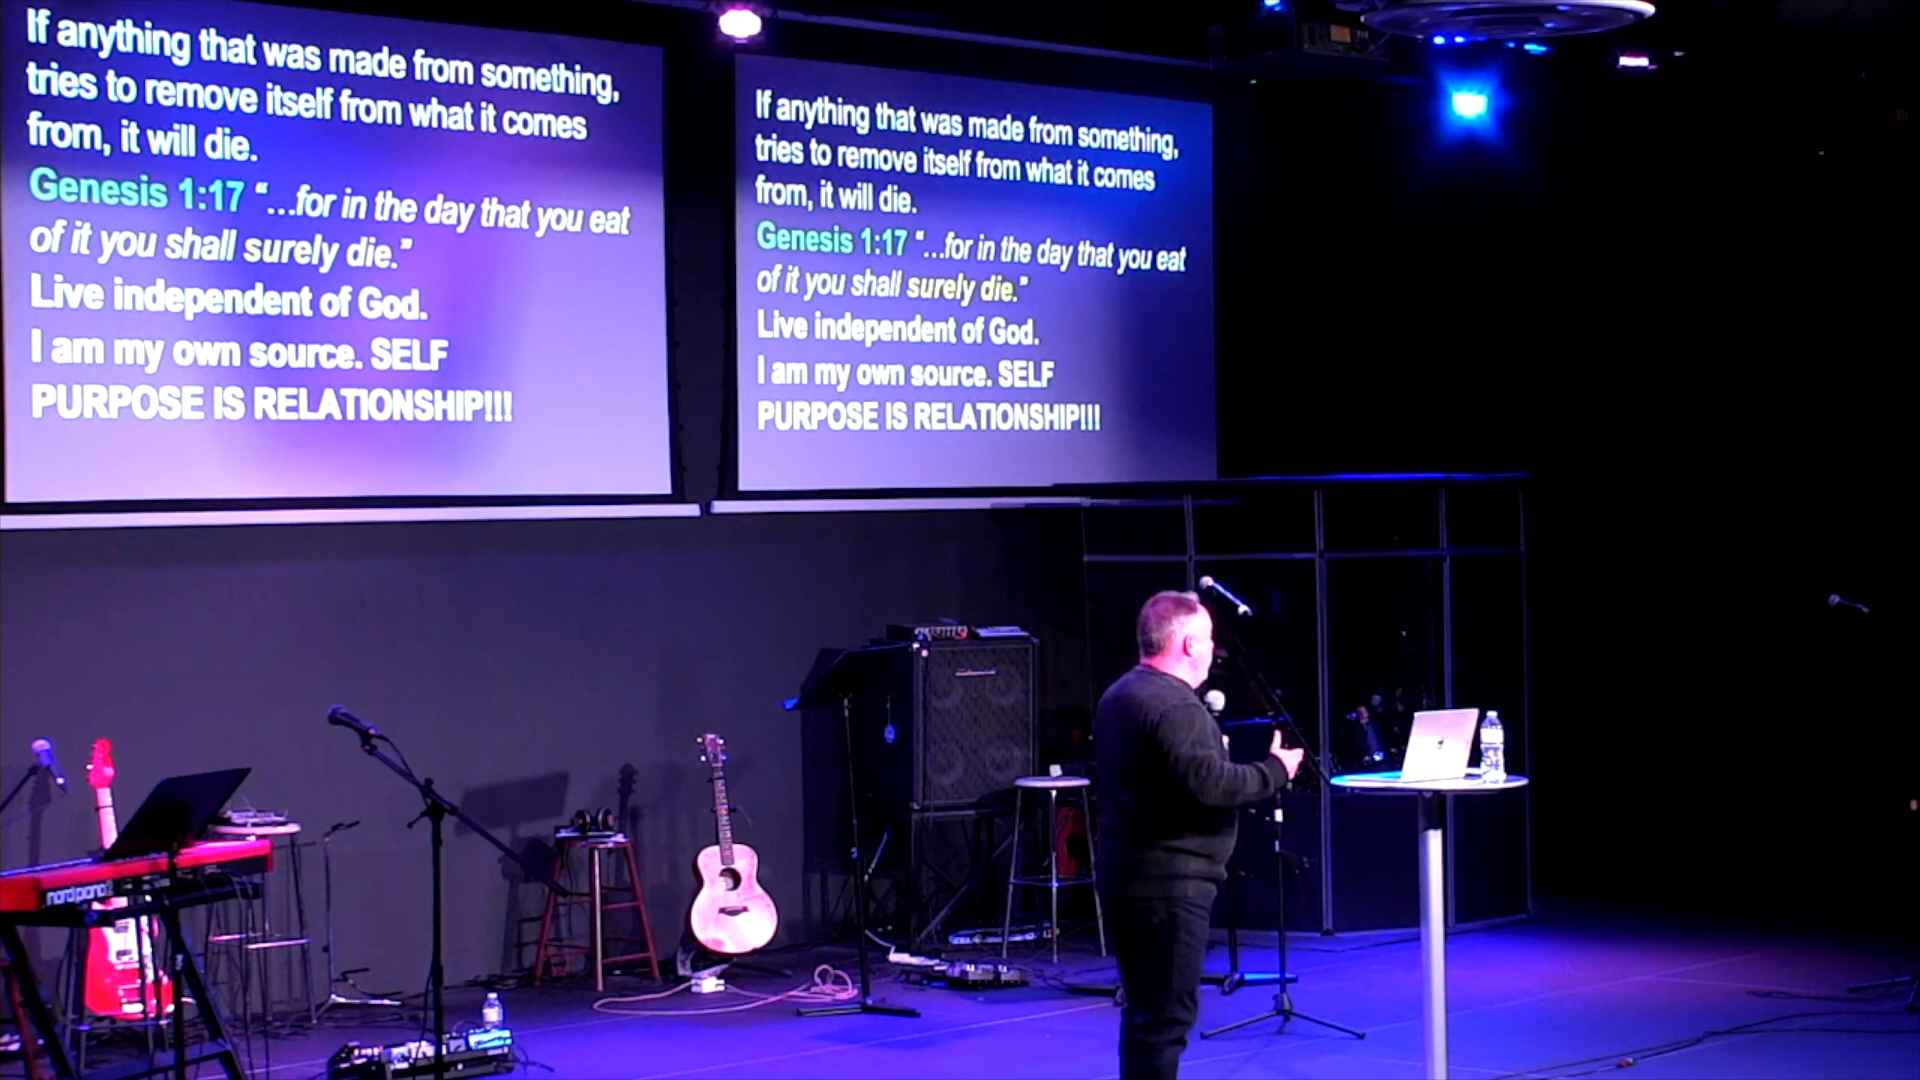 If anything that was made from something,
tries to remove itself from what it comes
from, it will die.
Genesis 1:17 “...for in the day that you eat
of it you shall surely die.”
Live independent of God.
I am my own source. SELF
PURPOSE IS RELATIONSHIP!!!
If anything that was made from something,
tries to remove itself from what it comes
from, it will die.
Genesis 1:17 “...for in the day that you eat
of it you shall surely die.”
Live independent of God.
I am my own source. SELF
PURPOSE IS RELATIONSHIP!!!
nord piano